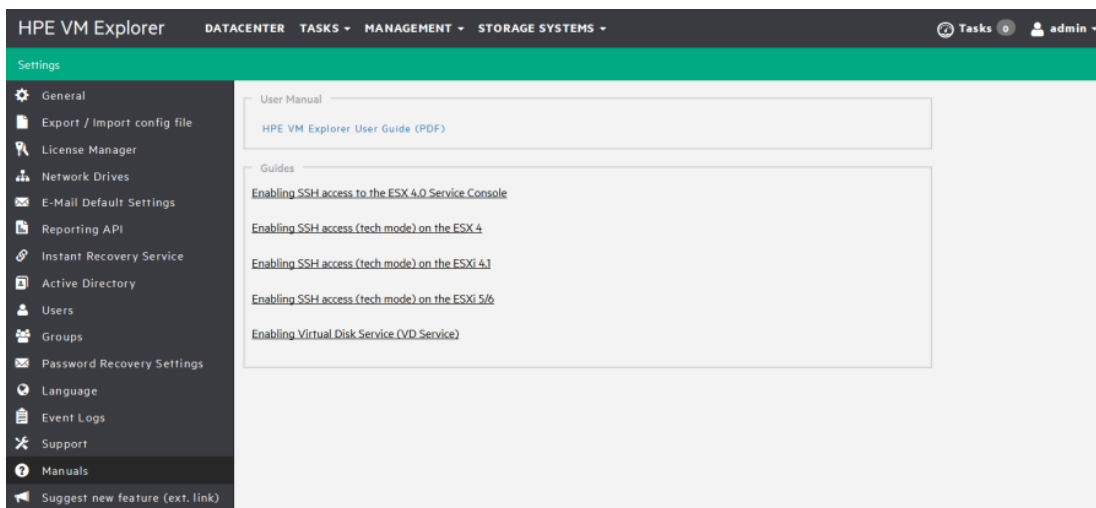 HPE VM Explorer DATACENTER TASKS MANAGEMENT STORAGE SYSTEMS Tasks 0 admin
Settings
General
Export / Import config file
License Manager
Network Drives
E-Mail Default Settings
Reporting API
Instant Recovery Service
Active Directory
Users
Groups
Password Recovery Settings
Language
Event Logs
Support
Manuals
Suggest new feature (ext. link)
User Manual
HPE VM Explorer User Guide (PDF)
Guides
Enabling SSH access to the ESX 4.0 Service Console
Enabling SSH access (tech mode) on the ESX 4
Enabling SSH access (tech mode) on the ESXi 4.1
Enabling SSH access (tech mode) on the ESXi 5/6
Enabling Virtual Disk Service (VD Service)